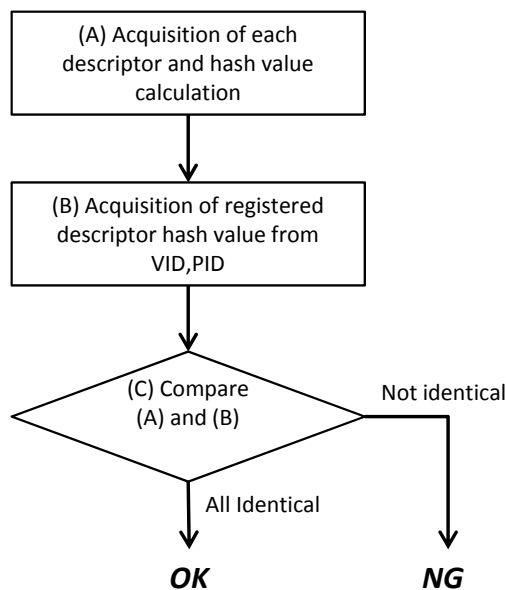 (A) Acquisition of each
descriptor and hash value
calculation
(B) Acquisition of registered
descriptor hash value from
VID,PID
(C) Compare
(A) and (B)
Not identical
All Identical
OK
NG